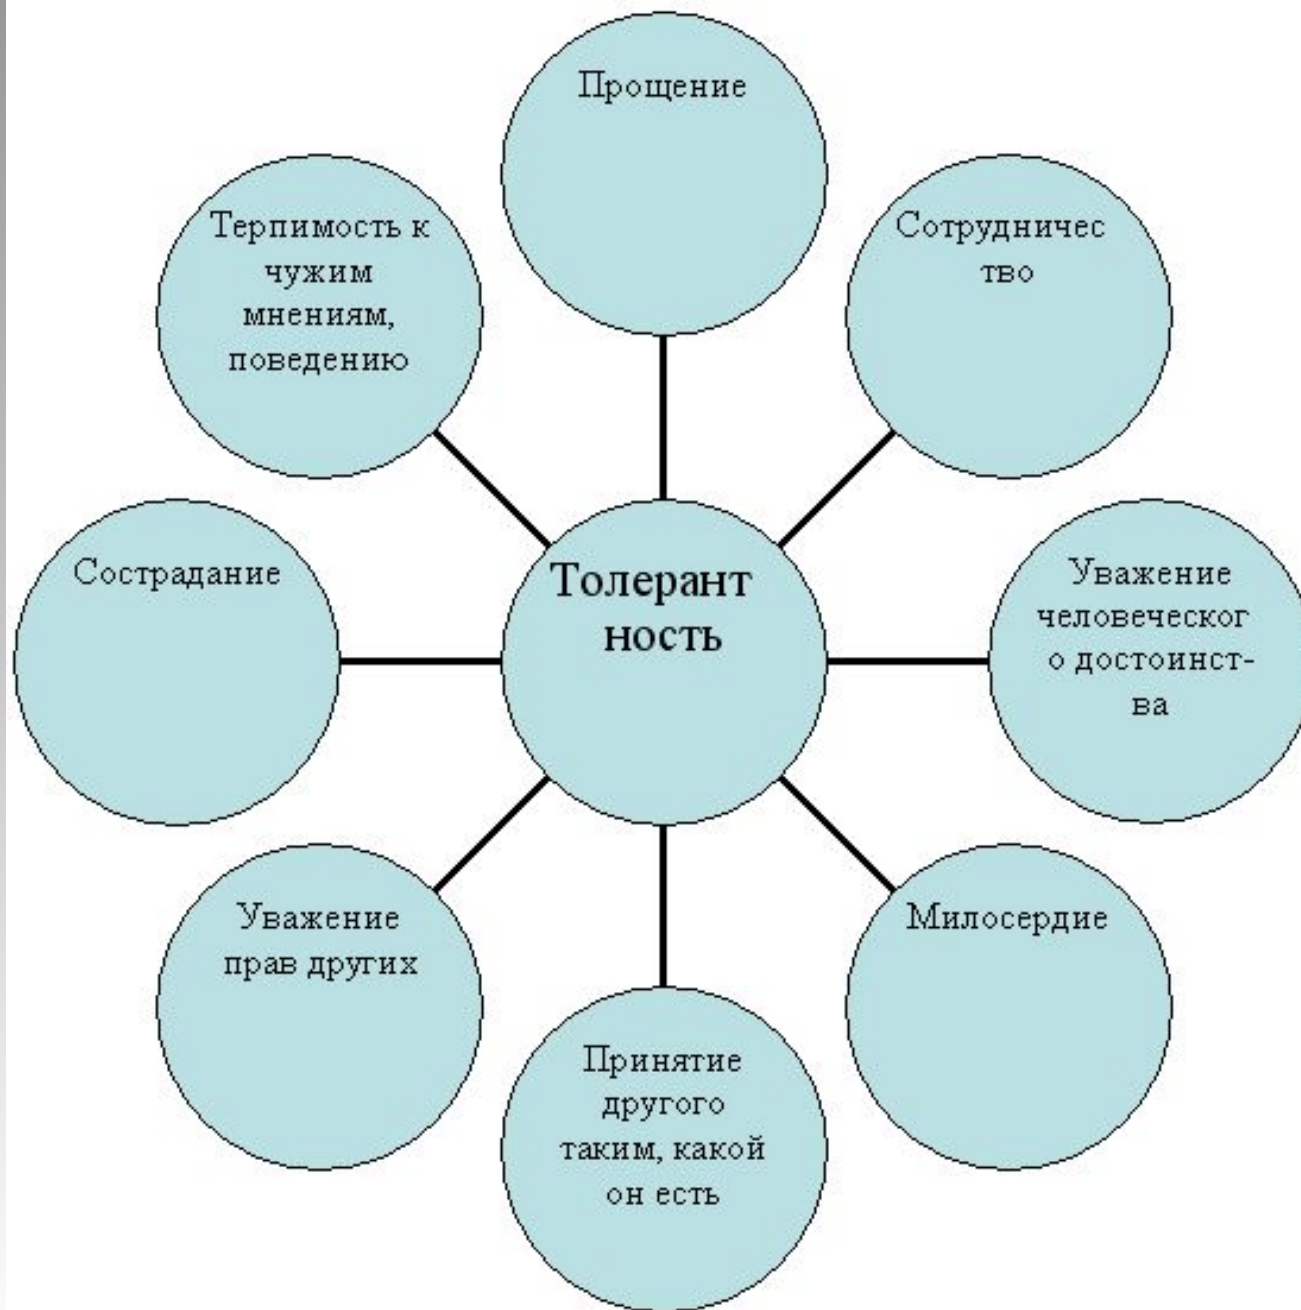 Прощение
Терпимость к
чужим
мнениям,
поведению
Сотрудничес
тво
Сострадание
Толерант
ность
Уважение
человеческог
о достоинст-
ва
Уважение
прав других
Милосердие
Принятие
другого
таким, какой
он есть